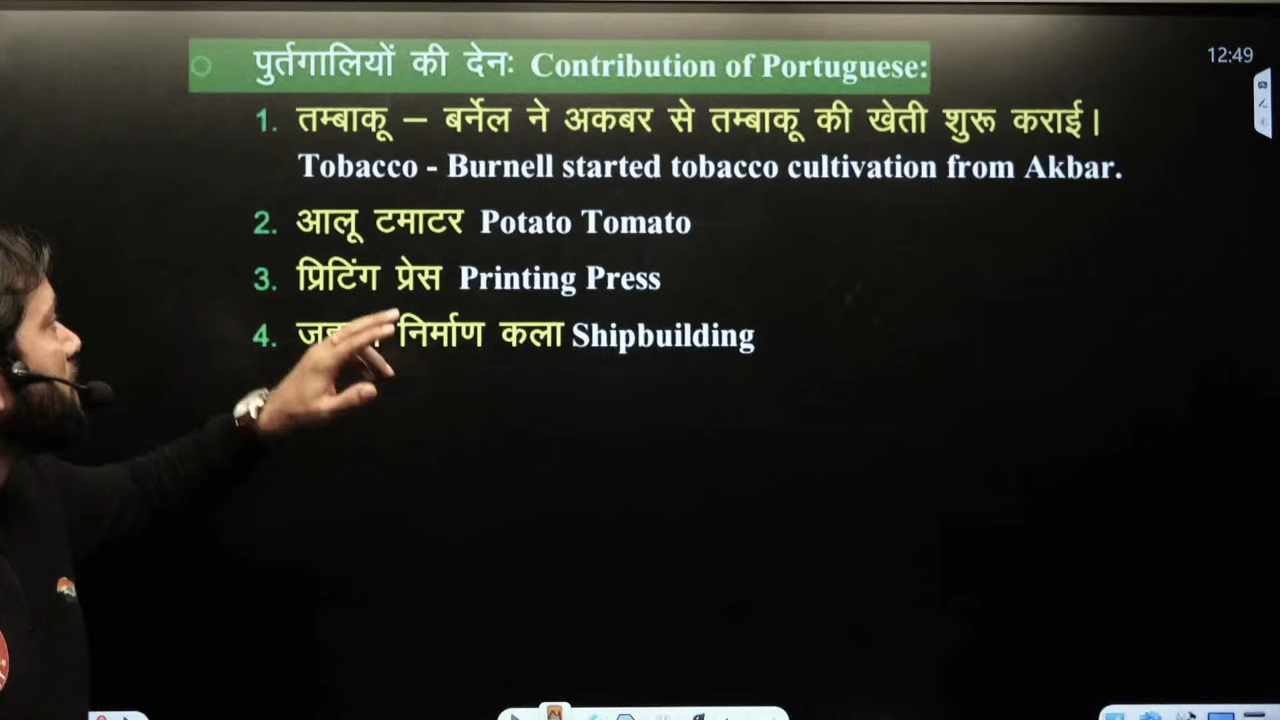 पुर्तगालियों की देनः Contribution of Portuguese:
12:49
1. तम्बाकू – बर्नेल ने अकबर से तम्बाकू की खेती शुरू कराई।
Tobacco - Burnell started tobacco cultivation from Akbar.
2. आलू टमाटर Potato Tomato
3. प्रिटिंग प्रेस Printing Press
4. निर्माण कला Shipbuilding